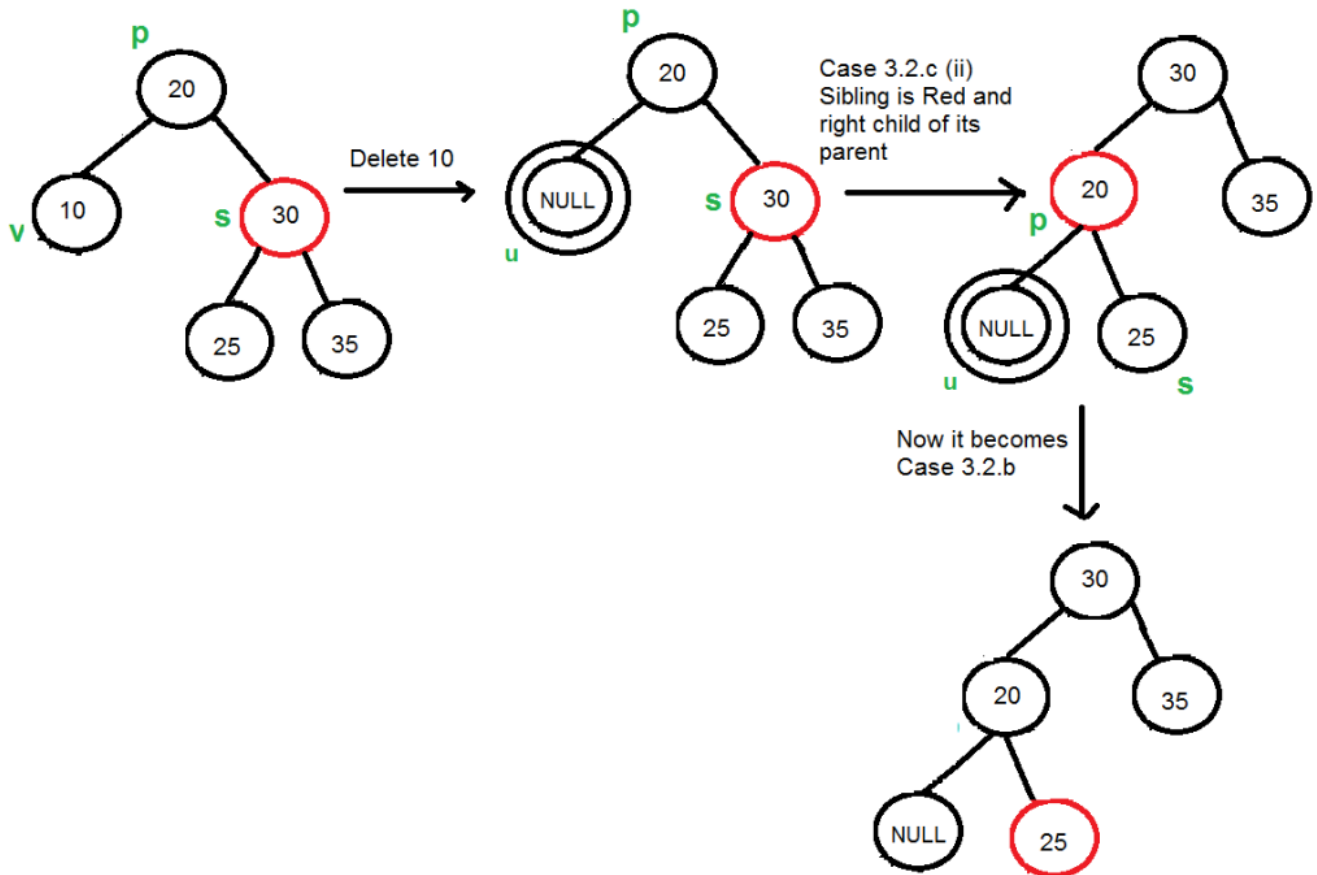 p
20
10
v
s
30
25
35
Delete 10
p
20
NULL
u
s
30
25
35
Case 3.2.c (ii)
Sibling is Red and
right child of its
parent
30
20
p
35
NULL
u
25
s
Now it becomes
Case 3.2.b
30
20
35
NULL
25